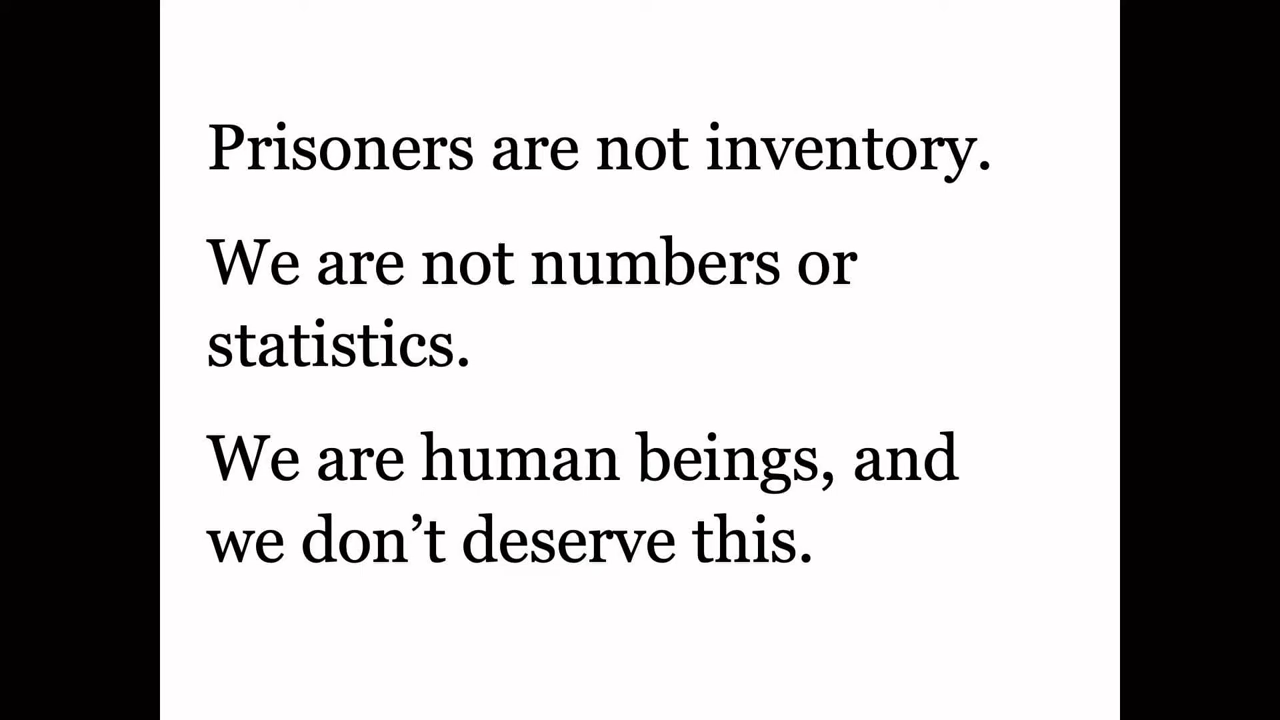 Prisoners are not inventory.
We are not numbers or
statistics.
We are human beings, and
we don’t deserve this.